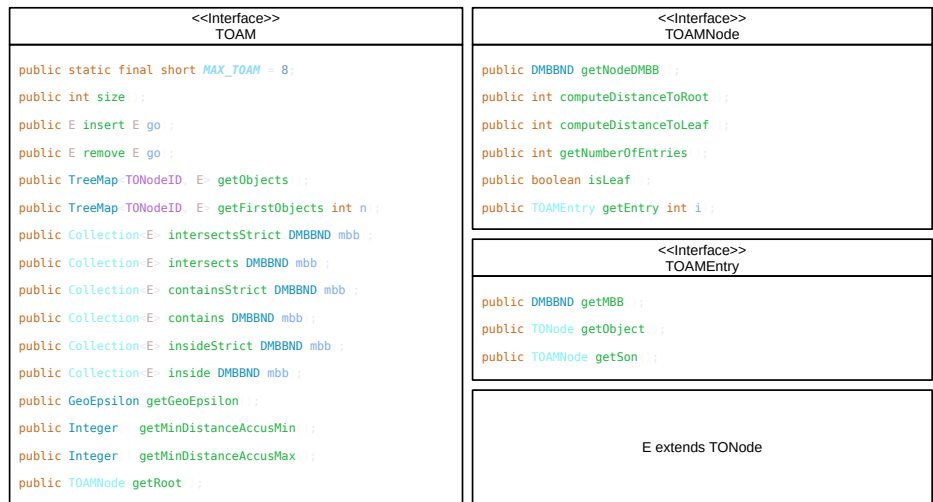 <<Interface>>
TOAM
public static final short MAX_TOAM = 8;
public int size();
public E insert(E go);
public E remove(E go);
public TreeMap<TONodeID, E> getObjects();
public TreeMap<TONodeID, E> getFirstObjects(int n);
public Collection<E> intersectsStrict(DMBBND mbb);
public Collection<E> intersects(DMBBND mbb);
public Collection<E> containsStrict(DMBBND mbb);
public Collection<E> contains(DMBBND mbb);
public Collection<E> insideStrict(DMBBND mbb);
public Collection<E> inside(DMBBND mbb);
public GeoEpsilon getGeoEpsilon();
public Integer[] getMinDistanceAccusMin();
public Integer[] getMinDistanceAccusMax();
public TOAMNode getRoot();
<<Interface>>
TOAMNode
public DMBBND getNodeDMBB();
public int computeDistanceToRoot();
public int computeDistanceToLeaf();
public int getNumberOfEntries();
public boolean isLeaf();
public TOAMEntry getEntry(int i);
<<Interface>>
TOAMEntry
public DMBBND getMBB();
public TONode getObject();
public TOAMNode getSon();
E extends TONode